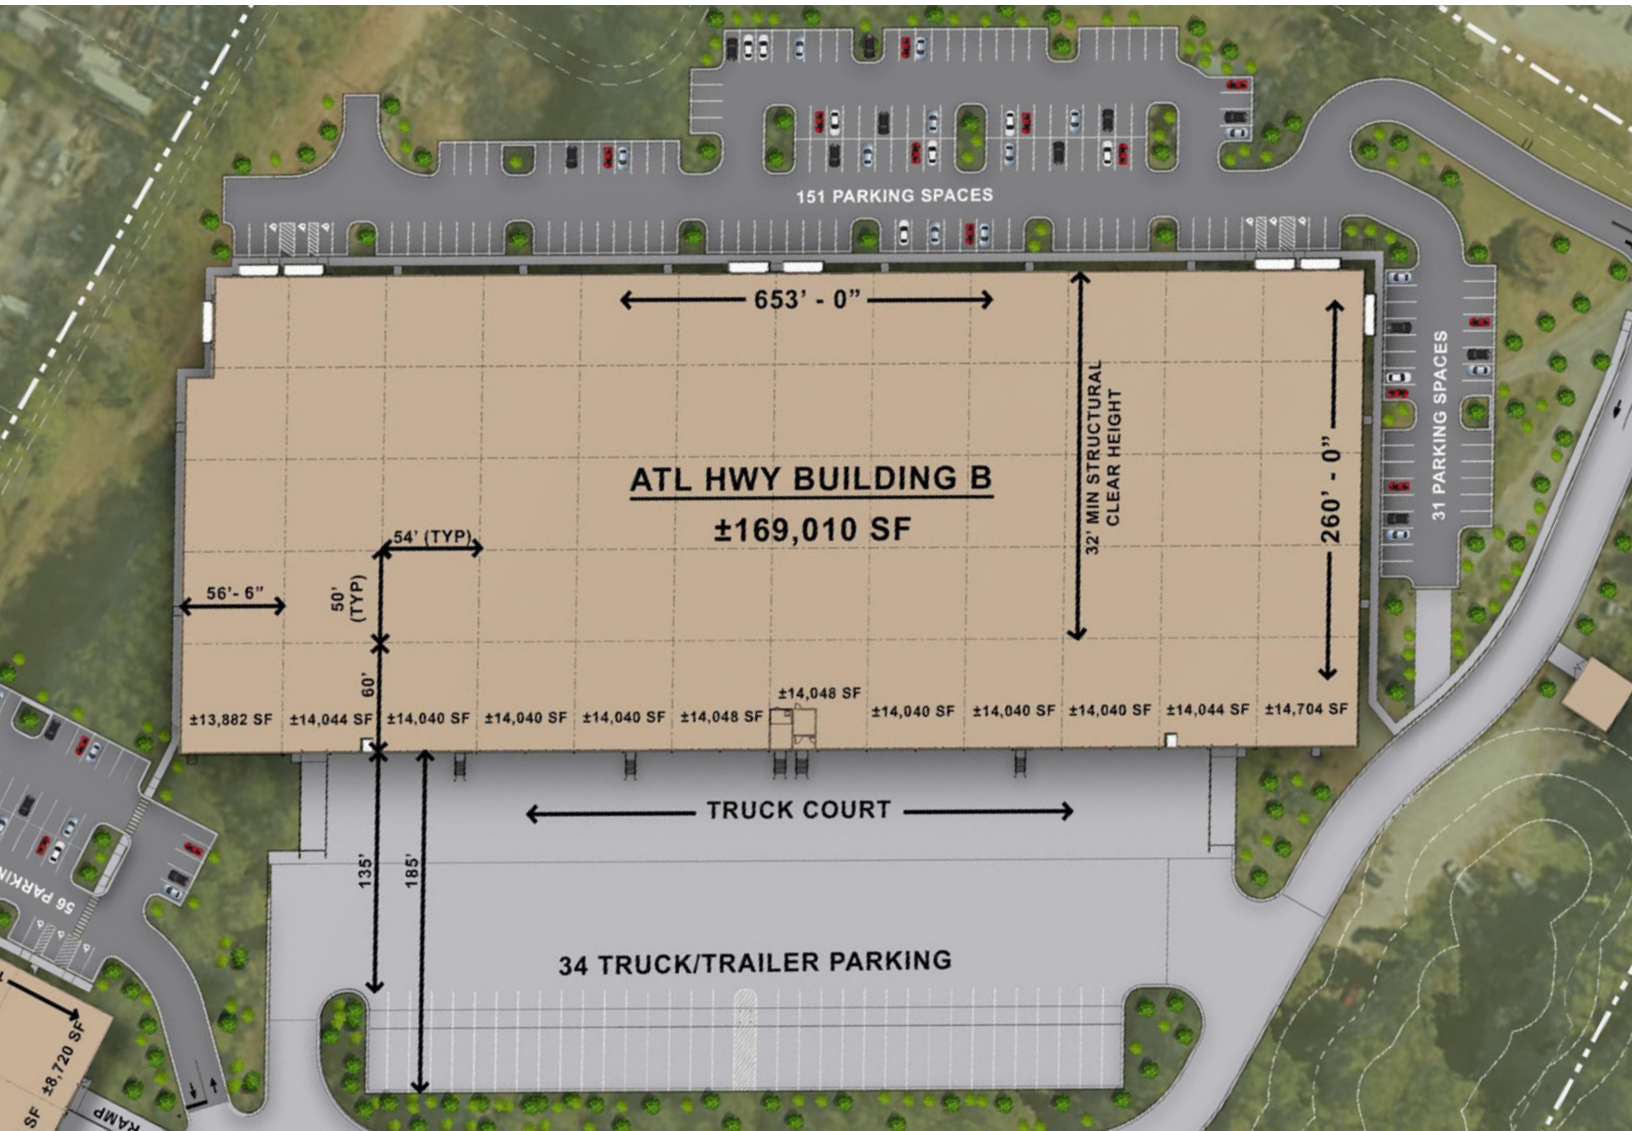 151 PARKING SPACES
653' - 0”
32' MIN STRUCTURAL
CLEAR HEIGHT
260' - 0”
31 PARKING SPACES
ATL HWY BUILDING B
±169,010 SF
54' (TYP)
50'
(TYP)
56'- 6”
60'
±14,048 SF
±13,882 SF
±14,044 SF
±14,040 SF
±14,040 SF
±14,040 SF
±14,048 SF
±14,040 SF
±14,040 SF
±14,040 SF
±14,044 SF
±14,704 SF
TRUCK COURT
135'
185'
56 PARKIN
34 TRUCK/TRAILER PARKING
±8,720 SF
SF
RAMP